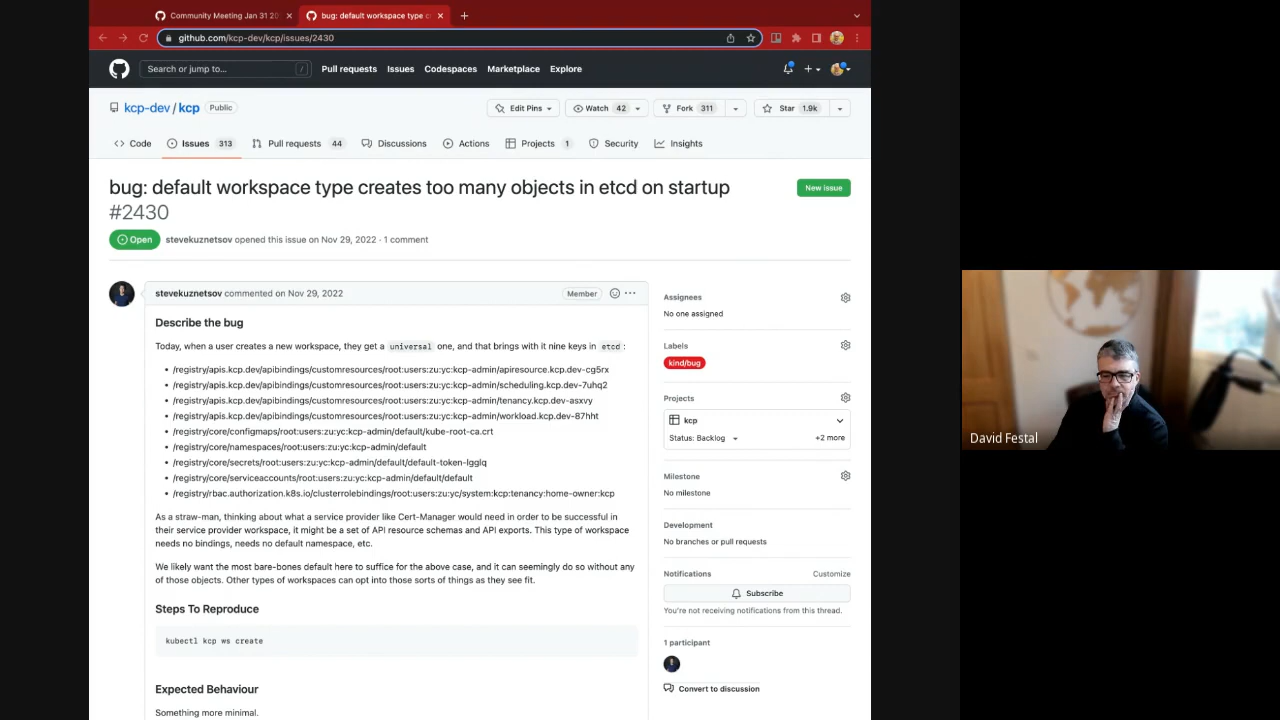 Community Meeting Jan 31 20
bug: default workspace type c
github.com/kcp-dev/kcp/issues/2430
Search or jump to...
/
Pull requests
Issues
Codespaces
Marketplace
Explore
kcp-dev / kcp
Public
Edit Pins
Watch 42
Fork 311
Star 1.9k
Code
Issues 313
Pull requests 44
Discussions
Actions
Projects 1
Security
Insights
bug: default workspace type creates too many objects in etcd on startup
#2430
New issue
Open
stevekuznetsov opened this issue on Nov 29, 2022 · 1 comment
stevekuznetsov commented on Nov 29, 2022
Member
Describe the bug
Today, when a user creates a new workspace, they get a universal one, and that brings with it nine keys in etcd :
• /registry/apis.kcp.dev/apibindings/customresources/root:users:zu:yc:kcp-admin/apiresource.kcp.dev-cg5rx
• /registry/apis.kcp.dev/apibindings/customresources/root:users:zu:yc:kcp-admin/scheduling.kcp.dev-7uhq2
• /registry/apis.kcp.dev/apibindings/customresources/root:users:zu:yc:kcp-admin/tenancy.kcp.dev-asxvy
• /registry/apis.kcp.dev/apibindings/customresources/root:users:zu:yc:kcp-admin/workload.kcp.dev-87hht
• /registry/core/configmaps/root:users:zu:yc:kcp-admin/default/kube-root-ca.crt
• /registry/core/namespaces/root:users:zu:yc:kcp-admin/default
• /registry/core/secrets/root:users:zu:yc:kcp-admin/default/default-token-lgglq
• /registry/core/serviceaccounts/root:users:zu:yc:kcp-admin/default/default
• /registry/rbac.authorization.k8s.io/clusterrolebindings/root:users:zu:yc/system:kcp:tenancy:home-owner:kcp
As a straw-man, thinking about what a service provider like Cert-Manager would need in order to be successful in
their service provider workspace, it might be a set of API resource schemas and API exports. This type of workspace
needs no bindings, needs no default namespace, etc.
We likely want the most bare-bones default here to suffice for the above case, and it can seemingly do so without any
of those objects. Other types of workspaces can opt into those sorts of things as they see fit.
Steps To Reproduce
kubectl kcp ws create
Expected Behaviour
Something more minimal.
Assignees
No one assigned
Labels
kind/bug
Projects
kcp
Status: Backlog
+2 more
Milestone
No milestone
Development
No branches or pull requests
Notifications
Customize
Subscribe
You're not receiving notifications from this thread.
1 participant
Convert to discussion
David Festal